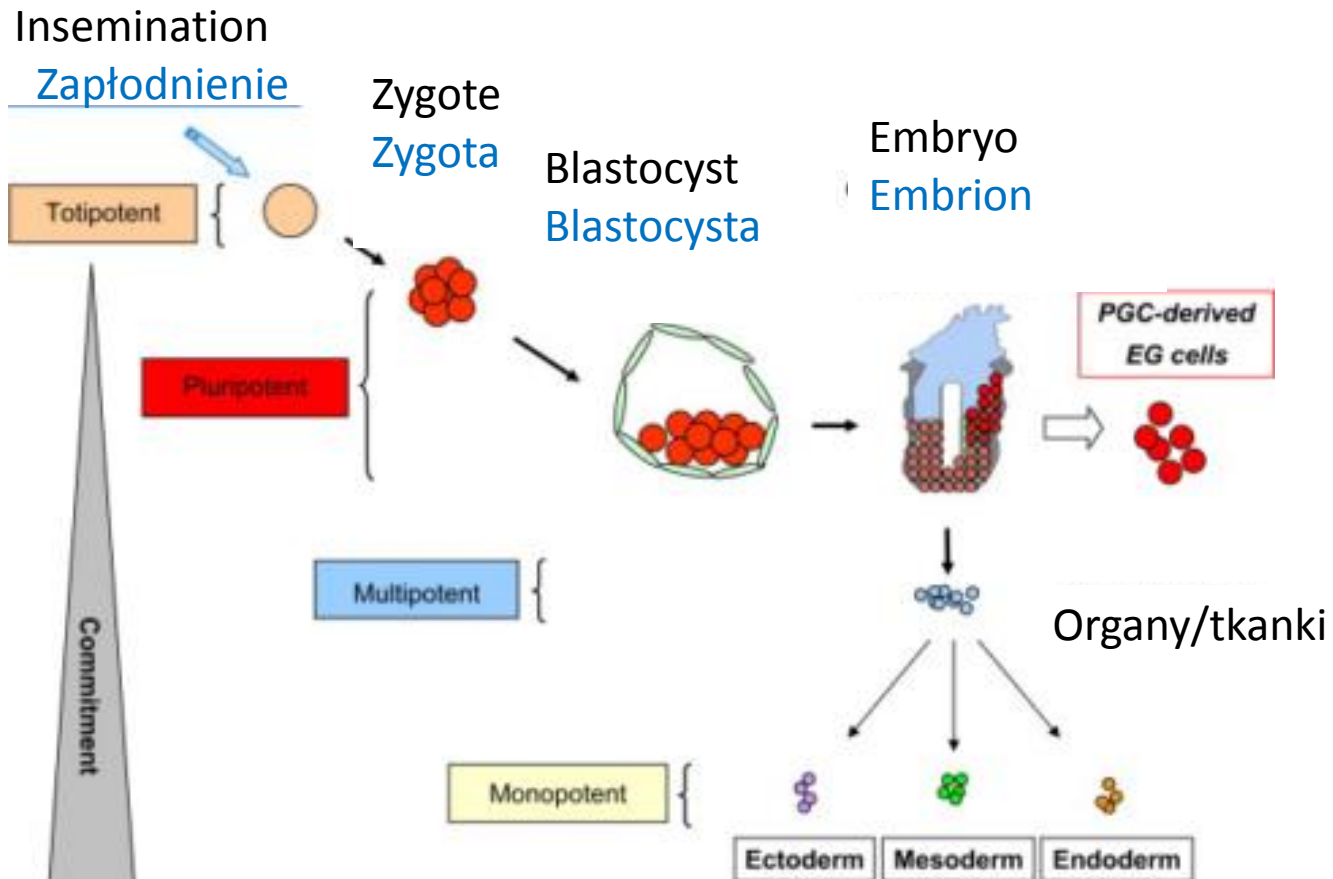 Insemination
Zapłodnienie
Zygote
Zygota
Blastocyst
Blastocysta
Embryo
Embrion
Totipotent
PGC-derived
EG cells
Pluripotent
Multipotent
Organy/tkanki
Commitment
Monopotent
Ectoderm
Mesoderm
Endoderm